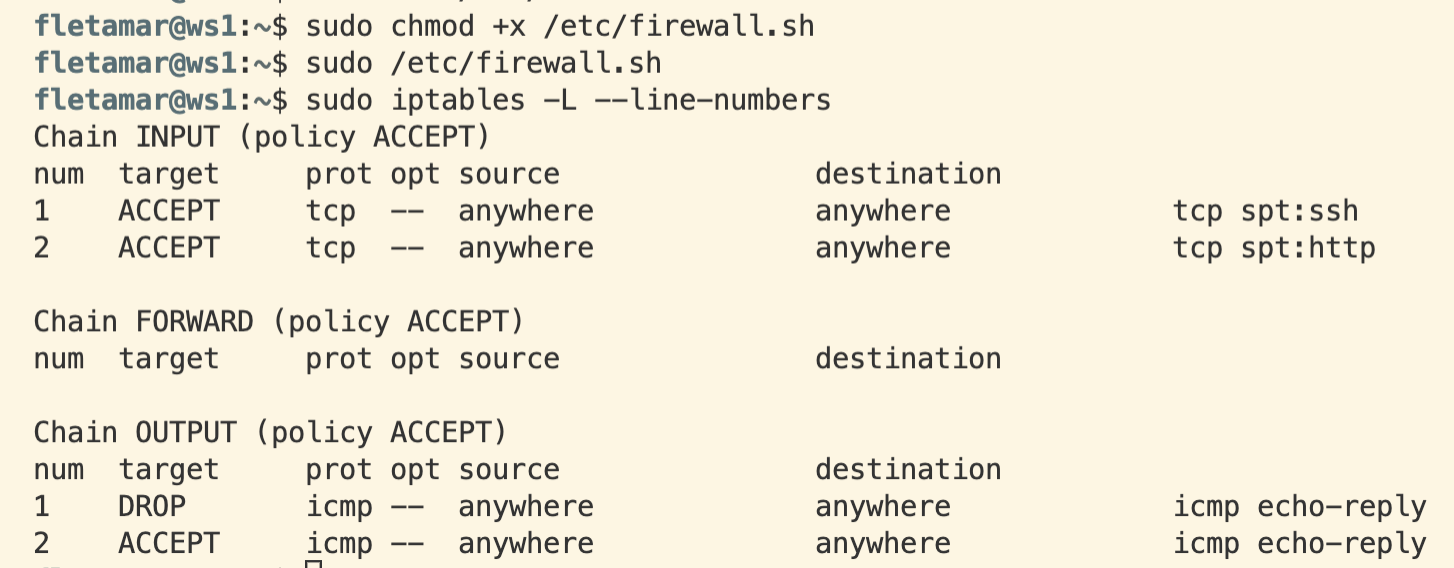 fletamar@ws1:~$ sudo chmod +x /etc/firewall.sh
fletamar@ws1:~$ sudo /etc/firewall.sh
fletamar@ws1:~$ sudo iptables -L --line-numbers
Chain INPUT (policy ACCEPT)
num  target     prot opt source               destination
1    ACCEPT     tcp  --  anywhere             anywhere             tcp spt:ssh
2    ACCEPT     tcp  --  anywhere             anywhere             tcp spt:http

Chain FORWARD (policy ACCEPT)
num  target     prot opt source               destination

Chain OUTPUT (policy ACCEPT)
num  target     prot opt source               destination
1    DROP       icmp --  anywhere             anywhere             icmp echo-reply
2    ACCEPT     icmp --  anywhere             anywhere             icmp echo-reply